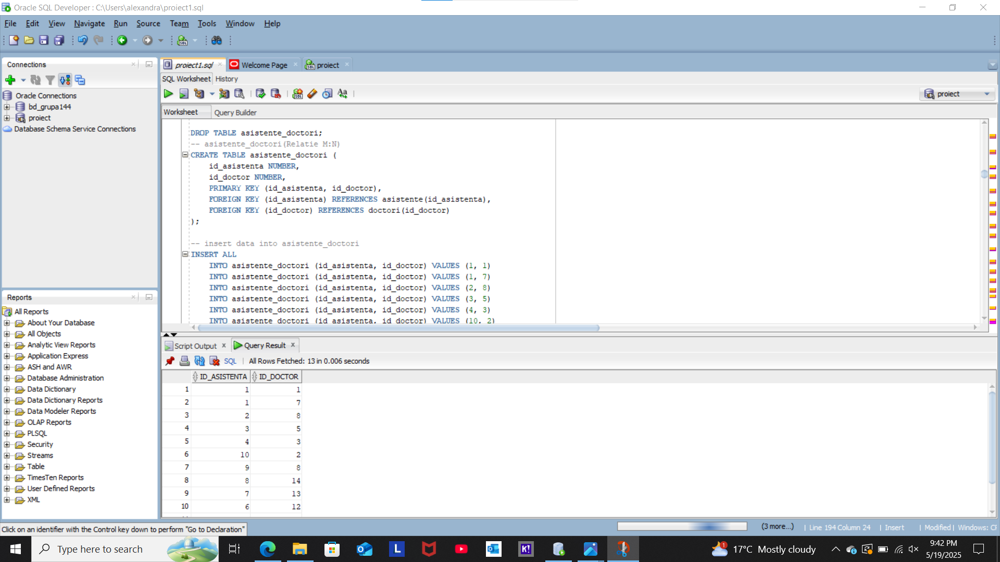 Oracle SQL Developer : C:\Users\alexandra\proiect1.sql
File Edit View Navigate Run Source Team Tools Window Help
Connections
proiect1.sql
Welcome Page
proiect
SQL Worksheet History
proiect
Oracle Connections
bd_grupa144
proiect
Database Schema Service Connections
Worksheet
Query Builder
DROP TABLE asistente_doctori;
-- asistente_doctori(Relatie M:N)
CREATE TABLE asistente_doctori (
id_asistenta NUMBER,
id_doctor NUMBER,
PRIMARY KEY (id_asistenta, id_doctor),
FOREIGN KEY (id_asistenta) REFERENCES asistente(id_asistenta),
FOREIGN KEY (id_doctor) REFERENCES doctori(id_doctor)
);
-- insert data into asistente_doctori
INSERT ALL
INTO asistente_doctori (id_asistenta, id_doctor) VALUES (1, 1)
INTO asistente_doctori (id_asistenta, id_doctor) VALUES (1, 7)
INTO asistente_doctori (id_asistenta, id_doctor) VALUES (2, 8)
INTO asistente_doctori (id_asistenta, id_doctor) VALUES (3, 5)
INTO asistente_doctori (id_asistenta, id_doctor) VALUES (4, 3)
INTO asistente_doctori (id_asistenta, id_doctor) VALUES (10, 2)
Reports
All Reports
About Your Database
All Objects
Analytic View Reports
Application Express
ASH and AWR
Database Administration
Data Dictionary
Data Dictionary Reports
Data Modeler Reports
OLAP Reports
PLSQL
Security
Streams
Table
TimesTen Reports
User Defined Reports
XML
Script Output
Query Result
SQL All Rows Fetched: 13 in 0.006 seconds
ID_ASISTENTA ID_DOCTOR
1 1 1
2 1 7
3 2 8
4 3 5
5 4 3
6 10 2
7 9 8
8 8 14
9 7 13
10 6 12
Click on an identifier with the Control key down to perform "Go to Declaration"
(3 more...)
Line 194 Column 24
Insert
Modified
Windows: CF
Type here to search
17°C Mostly cloudy
9:42 PM
5/19/2025